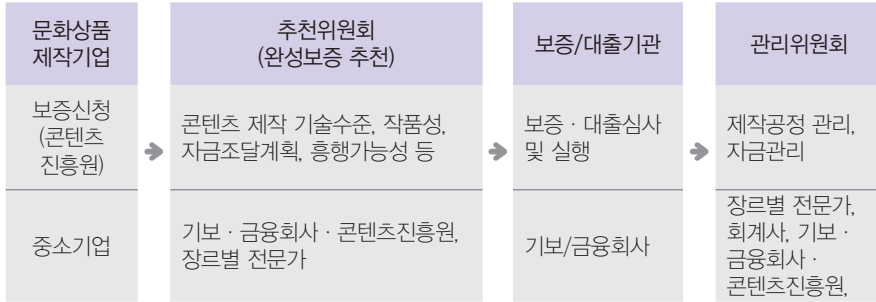 문화상품
제작기업
추천위원회
(완성보증 추천)
보증/대출기관
관리위원회
보증신청
(콘텐츠
진흥원)
콘텐츠 제작 기술수준, 작품성,
자금조달계획, 흥행가능성 등
보증 · 대출심사
및 실행
제작공정 관리,
자금관리
중소기업
기보 · 금융회사 · 콘텐츠진흥원,
장르별 전문가
기보/금융회사
장르별 전문가,
회계사, 기보 ·
금융회사 ·
콘텐츠진흥원,